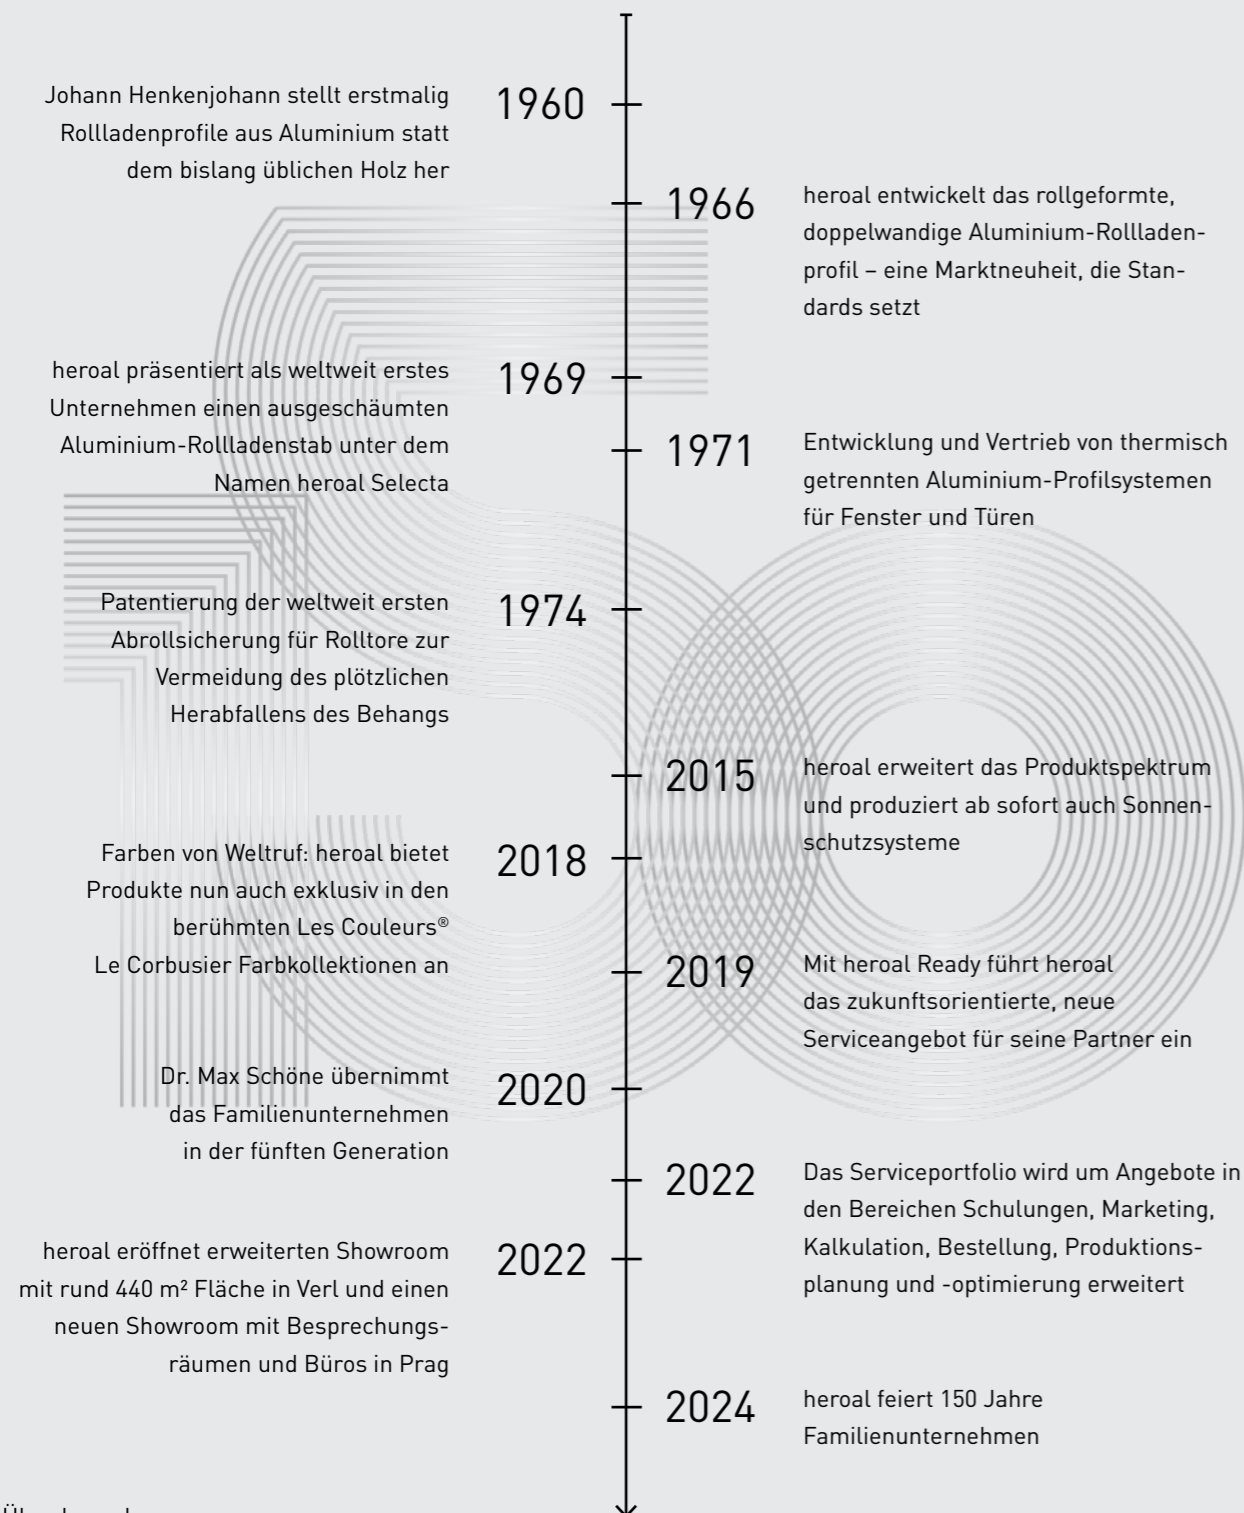 Johann Henkenjohann stellt erstmalig
Rollladenprofile aus Aluminium statt
dem bislang üblichen Holz her
1960
1966
heroal entwickelt das rollgeformte,
doppelwandige Aluminium-Rollladen-
profil – eine Marktneuheit, die Stan-
dards setzt
heroal präsentiert als weltweit erstes
Unternehmen einen ausgeschäumten
Aluminium-Rollladenstab unter dem
Namen heroal Selecta
1969
1971
Entwicklung und Vertrieb von thermisch
getrennten Aluminium-Profilsystemen
für Fenster und Türen
Patentierung der weltweit ersten
Abrollsicherung für Rolltore zur
Vermeidung des plötzlichen
Herabfallens des Behangs
1974
2015
heroal erweitert das Produktspektrum
und produziert ab sofort auch Sonnen-
schutzsysteme
Farben von Weltruf: heroal bietet
Produkte nun auch exklusiv in den
berühmten Les Couleurs®
Le Corbusier Farbkollektionen an
2018
2019
Mit heroal Ready führt heroal
das zukunftsorientierte, neue
Serviceangebot für seine Partner ein
Dr. Max Schöne übernimmt
das Familienunternehmen
in der fünften Generation
2020
2022
Das Serviceportfolio wird um Angebote in
den Bereichen Schulungen, Marketing,
Kalkulation, Bestellung, Produktions-
planung und -optimierung erweitert
heroal eröffnet erweiterten Showroom
mit rund 440 m² Fläche in Verl und einen
neuen Showroom mit Besprechungs-
räumen und Büros in Prag
2022
2024
heroal feiert 150 Jahre
Familienunternehmen